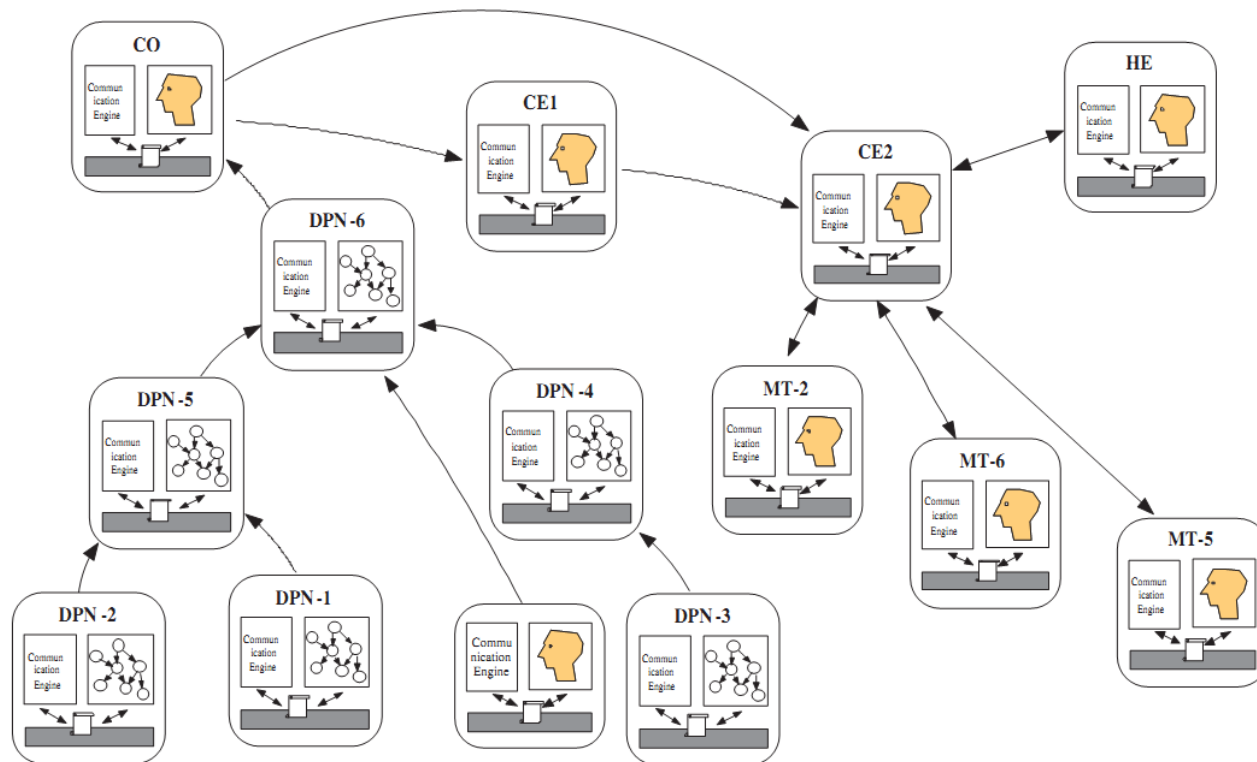 CO
Commun
ication
Engine
CE1
Commun
ication
Engine
HE
Commun
ication
Engine
CE2
Commun
ication
Engine
DPN-6
Commun
ication
Engine
DPN-5
Commun
ication
Engine
DPN-4
Commun
ication
Engine
MT-2
Commun
ication
Engine
MT-6
Commun
ication
Engine
MT-5
Commun
ication
Engine
DPN-2
Commun
ication
Engine
DPN-1
Commun
ication
Engine
Commu
nication
Engine
DPN-3
Commun
ication
Engine